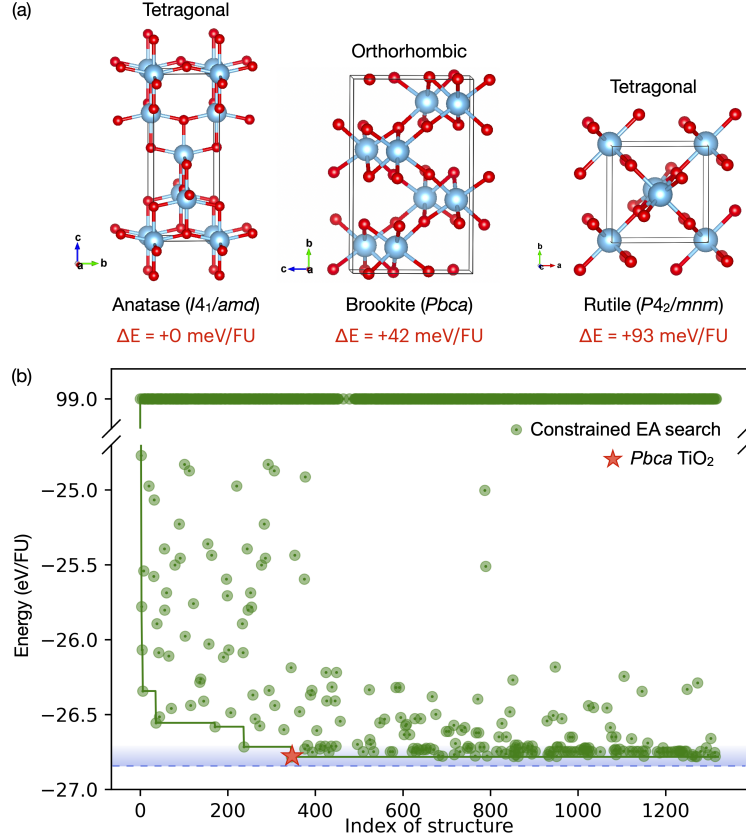 (a)
Tetragonal
Orthorhombic
Tetragonal
c
a
b
b
c
a
b
c
a
Anatase (I4₁/amd)
Brookite (Pbca)
Rutile (P4₂/mnm)
ΔE = +0 meV/FU
ΔE = +42 meV/FU
ΔE = +93 meV/FU
(b)
99.0
Constrained EA search
Pbca TiO₂
−25.0
−25.5
−26.0
−26.5
−27.0
Energy (eV/FU)
0
200
400
600
800
1000
1200
Index of structure